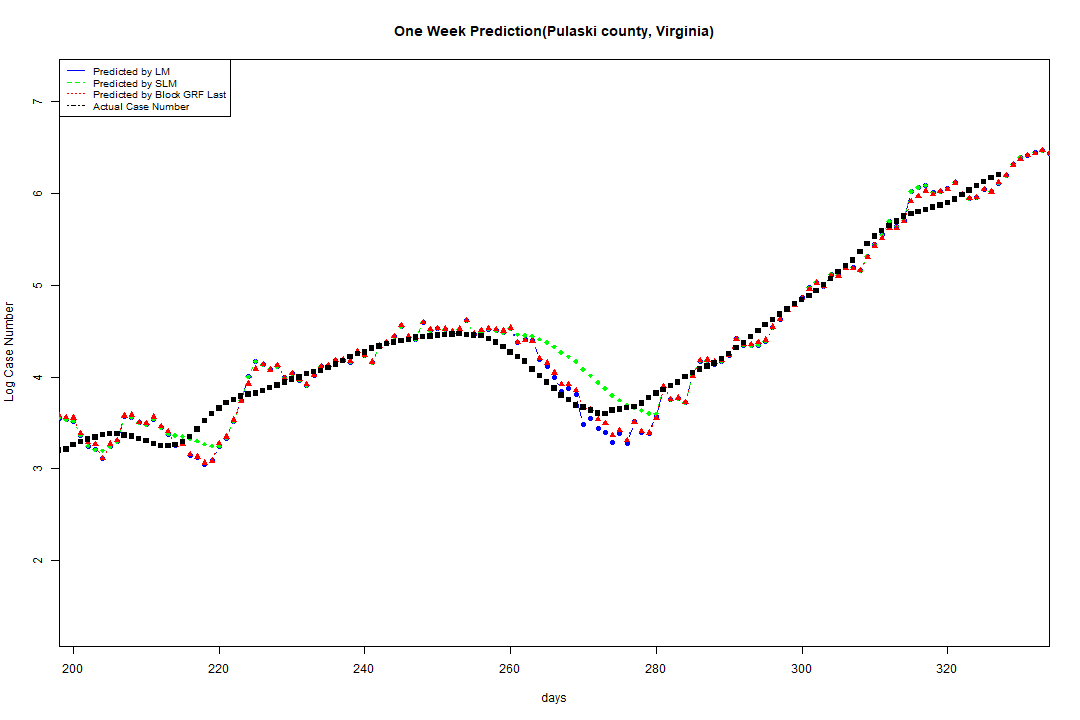 One Week Prediction(Pulaski county, Virginia)
Predicted by LM
Predicted by SLM
Predicted by Block GRF Last
Actual Case Number
7
6
5
4
3
2
Log Case Number
200 220 240 260 280 300 320
days